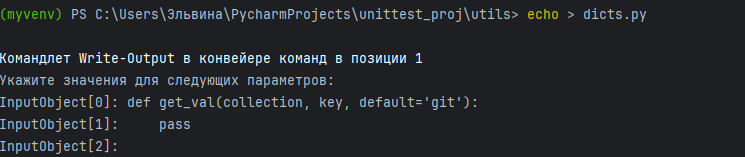 (myvenv) PS C:\Users\Эльвина\PycharmProjects\unittest_proj\utils> echo > dicts.py
Командлет Write-Output в конвейере команд в позиции 1
Укажите значения для следующих параметров:
InputObject[0]: def get_val(collection, key, default='git'):
InputObject[1]:     pass
InputObject[2]: